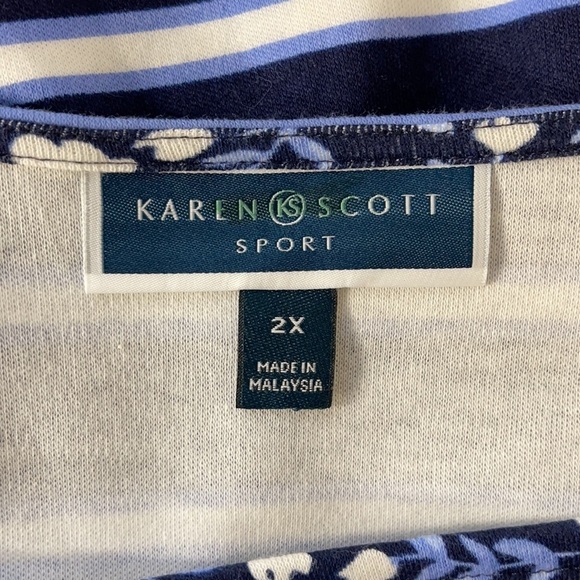 KAREN KS SCOTT
SPORT
2X
MADE IN
MALAYSIA